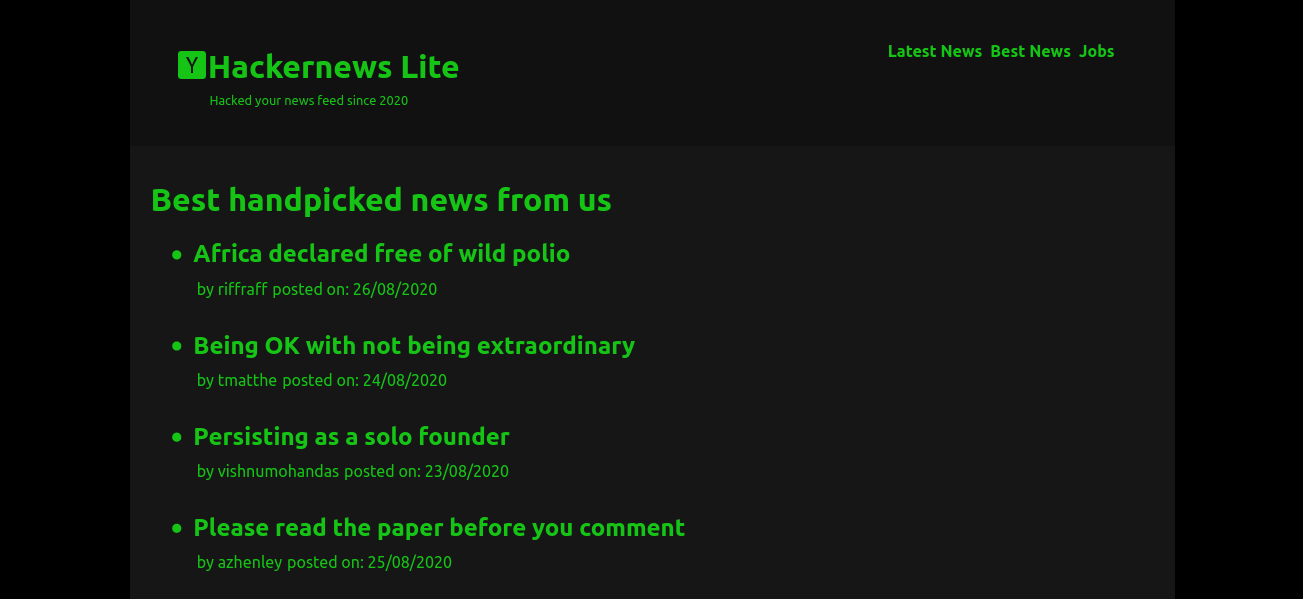 Y Hackernews Lite
Hacked your news feed since 2020
Latest News Best News Jobs
Best handpicked news from us
Africa declared free of wild polio
by riffraff posted on: 26/08/2020
Being OK with not being extraordinary
by tmatthe posted on: 24/08/2020
Persisting as a solo founder
by vishnumohandas posted on: 23/08/2020
Please read the paper before you comment
by azhenley posted on: 25/08/2020